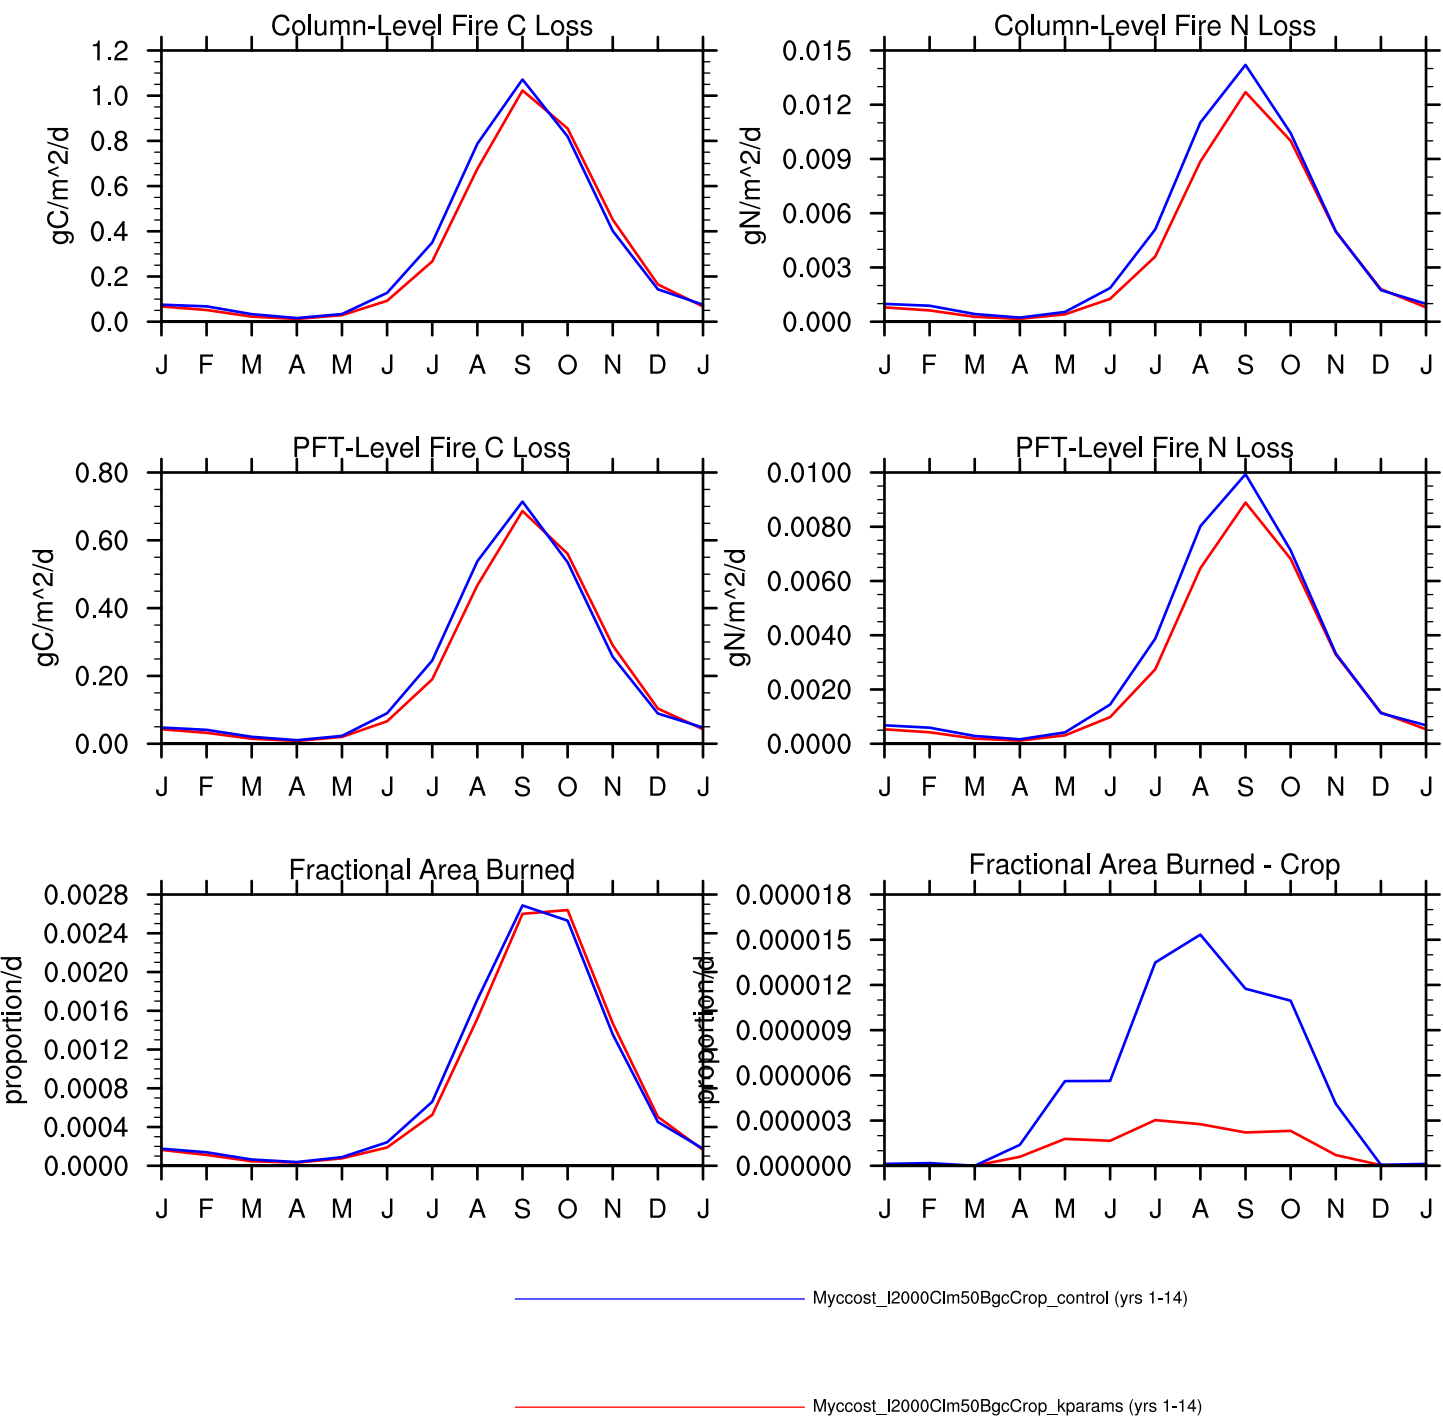 Column-Level Fire C Loss
gC/m^2/d
1.2
1.0
0.8
0.6
0.4
0.2
0.0
J F M A M J J A S O N D J
Column-Level Fire N Loss
gN/m^2/d
0.015
0.012
0.009
0.006
0.003
0.000
J F M A M J J A S O N D J
PFT-Level Fire C Loss
gC/m^2/d
0.80
0.60
0.40
0.20
0.00
J F M A M J J A S O N D J
PFT-Level Fire N Loss
gN/m^2/d
0.0100
0.0080
0.0060
0.0040
0.0020
0.0000
J F M A M J J A S O N D J
Fractional Area Burned
proportion/d
0.0028
0.0024
0.0020
0.0016
0.0012
0.0008
0.0004
0.0000
J F M A M J J A S O N D J
Fractional Area Burned - Crop
proportion/d
0.000018
0.000015
0.000012
0.000009
0.000006
0.000003
0.000000
J F M A M J J A S O N D J
Myccost_I2000Clm50BgcCrop_control (yrs 1-14)
Myccost_I2000Clm50BgcCrop_kparams (yrs 1-14)